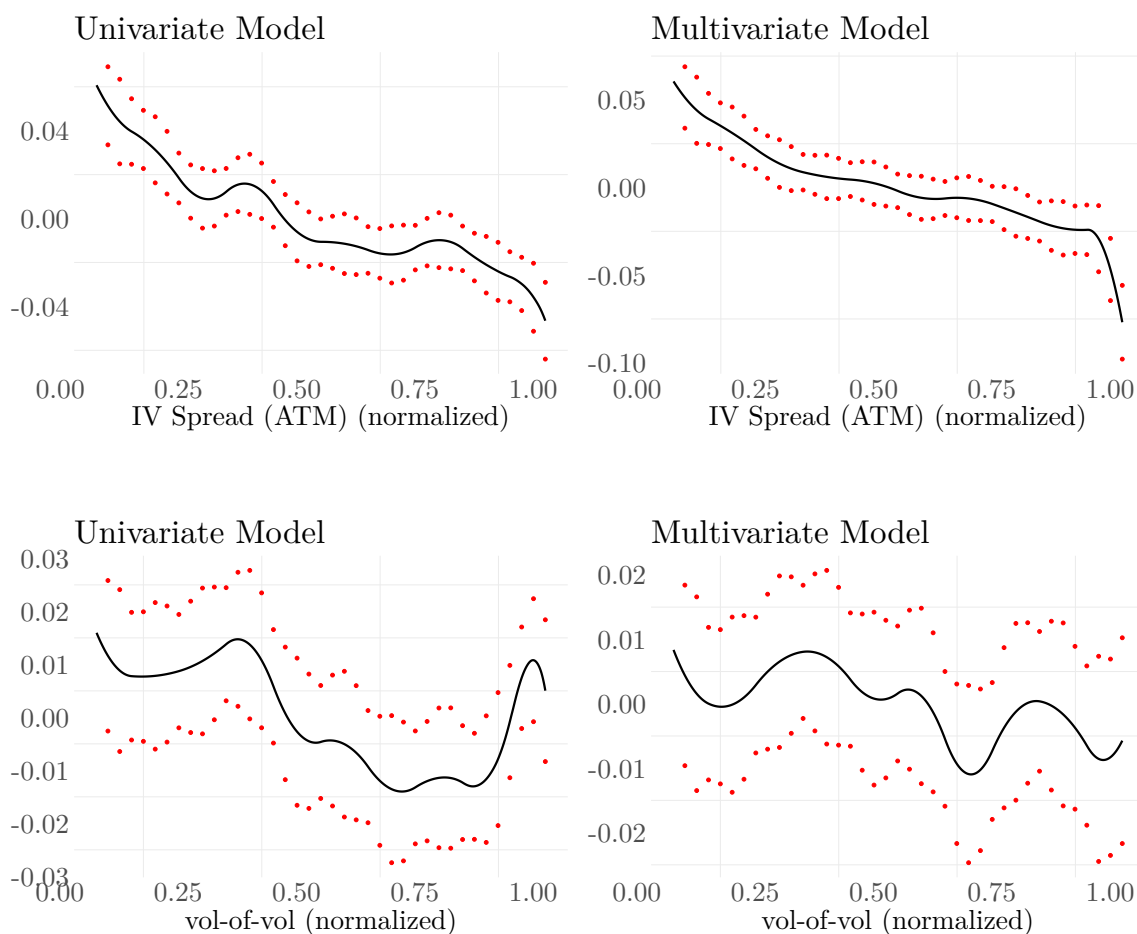 Univariate Model
0.04
0.00
-0.04
0.00 0.25 0.50 0.75 1.00
IV Spread (ATM) (normalized)
Multivariate Model
0.05
0.00
-0.05
-0.10
0.00 0.25 0.50 0.75 1.00
IV Spread (ATM) (normalized)
Univariate Model
0.03
0.02
0.01
0.00
-0.01
-0.02
-0.03
0.00 0.25 0.50 0.75 1.00
vol-of-vol (normalized)
Multivariate Model
0.02
0.01
0.00
-0.01
-0.02
0.00 0.25 0.50 0.75 1.00
vol-of-vol (normalized)